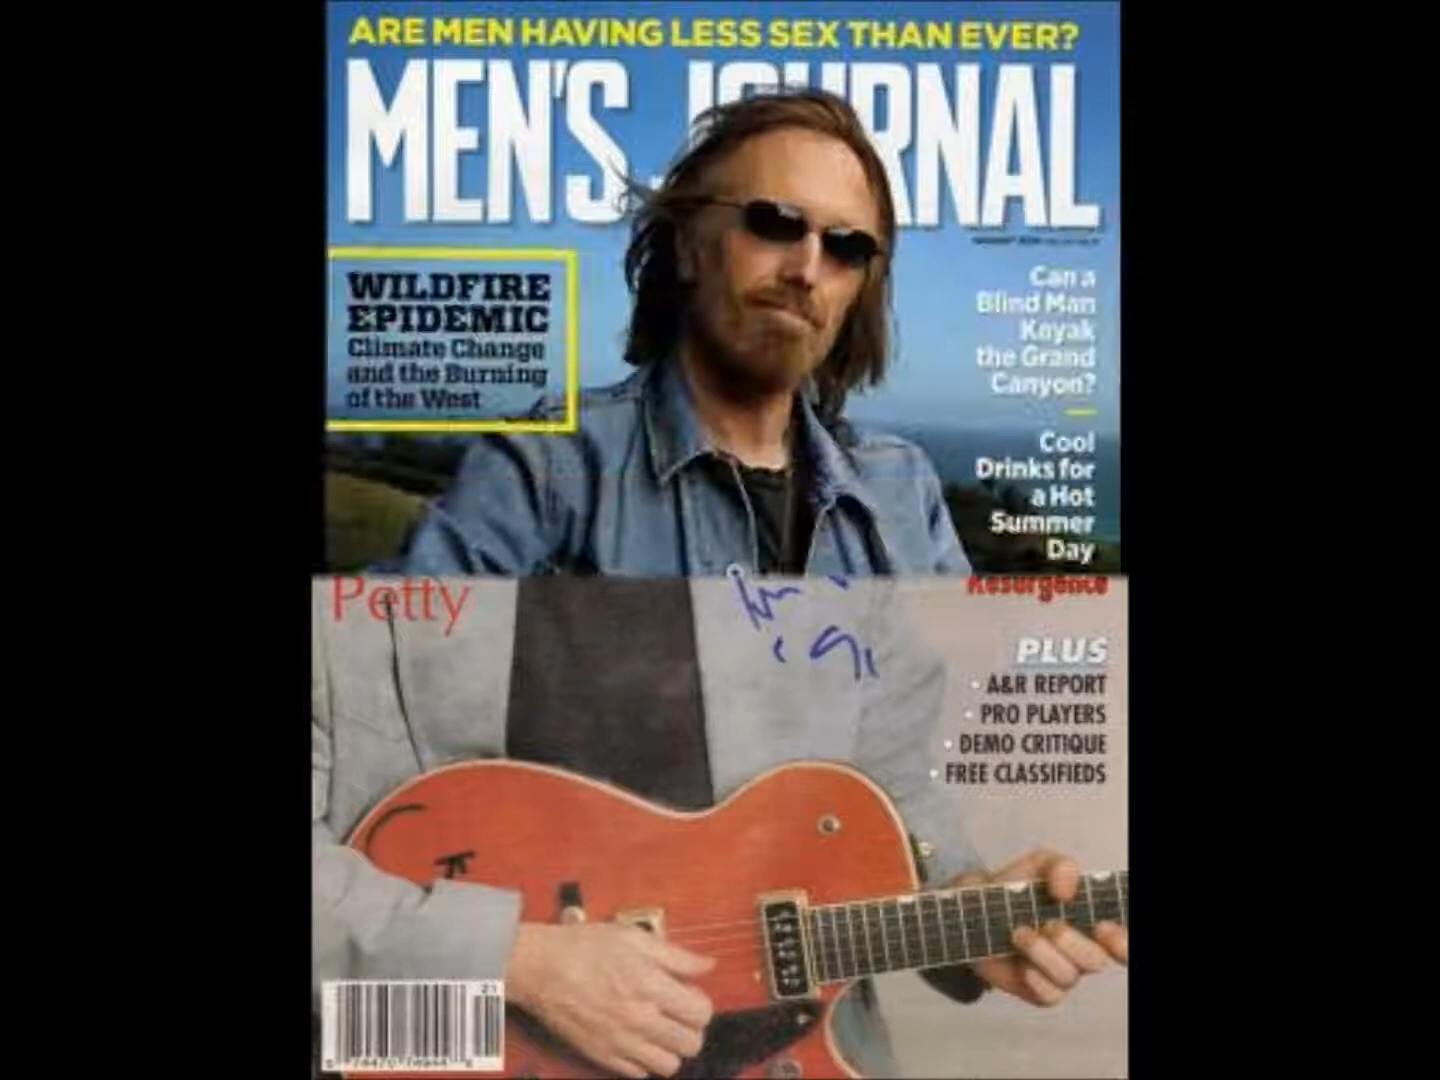 ARE MEN HAVING LESS SEX THAN EVER?
MEN'S JOURNAL
WILDFIRE
EPIDEMIC
Climate Change
and the Burning
of the West
Can a
Blind Man
Kayak
the Grand
Canyon?
Cool
Drinks for
a Hot
Summer
Day
Petty
Resurgence
PLUS
• A&R REPORT
• PRO PLAYERS
• DEMO CRITIQUE
• FREE CLASSIFIEDS
21